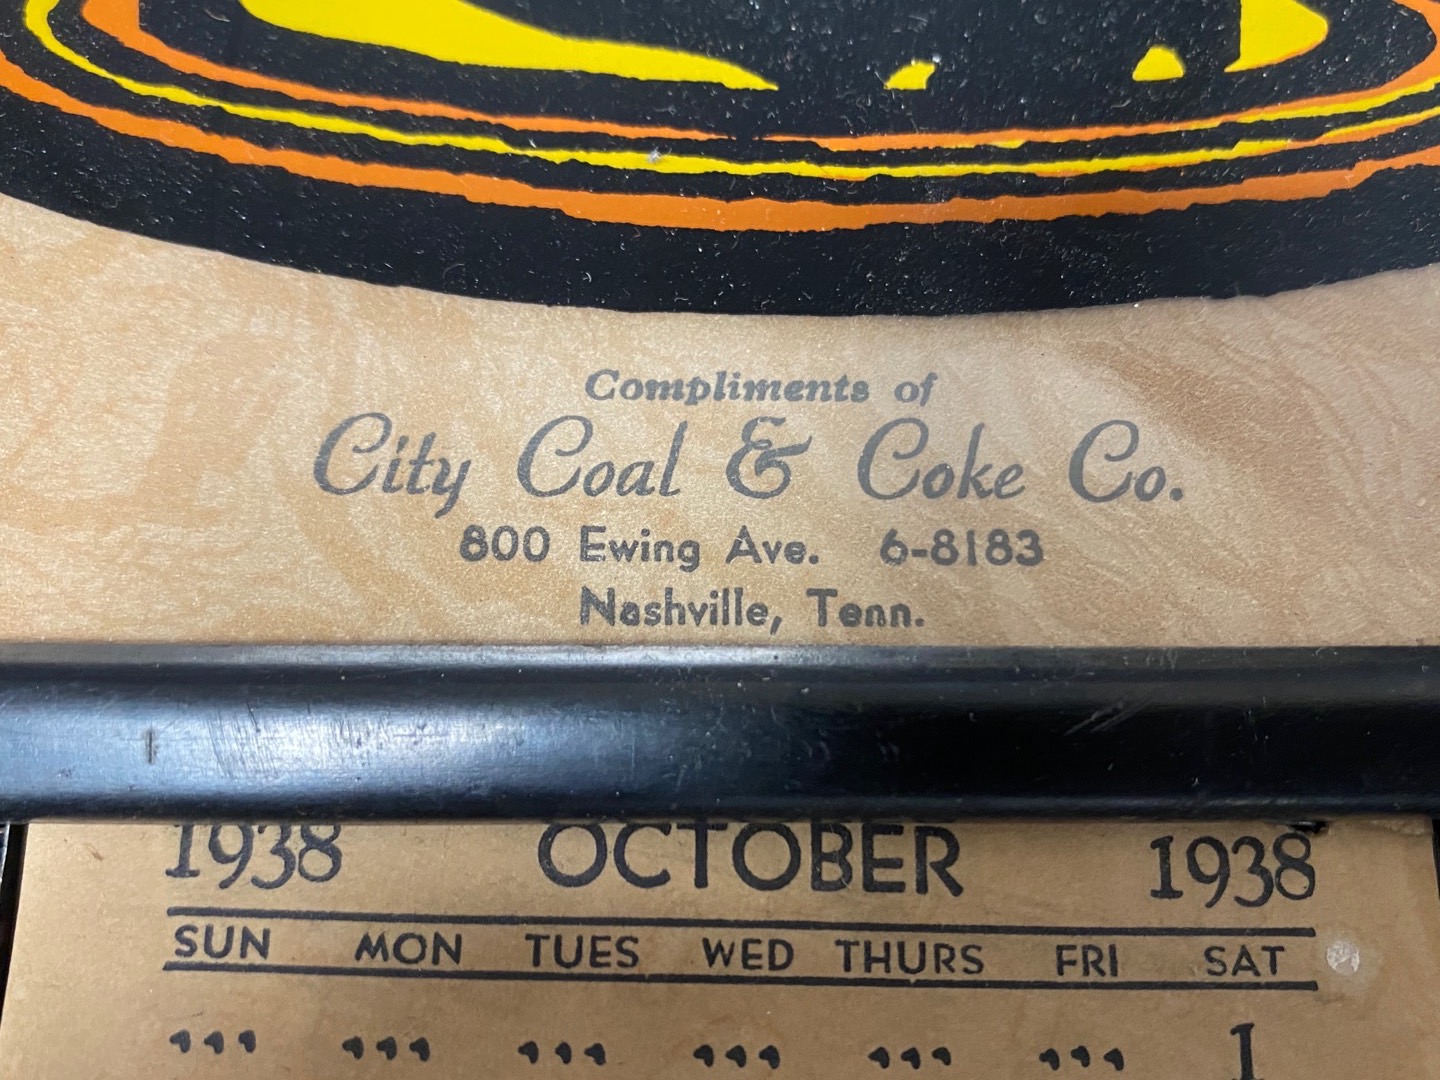 Compliments of
City Coal & Coke Co.
800 Ewing Ave. 6-8183
Nashville, Tenn.
1938 OCTOBER 1938
SUN MON TUES WED THURS FRI SAT
1